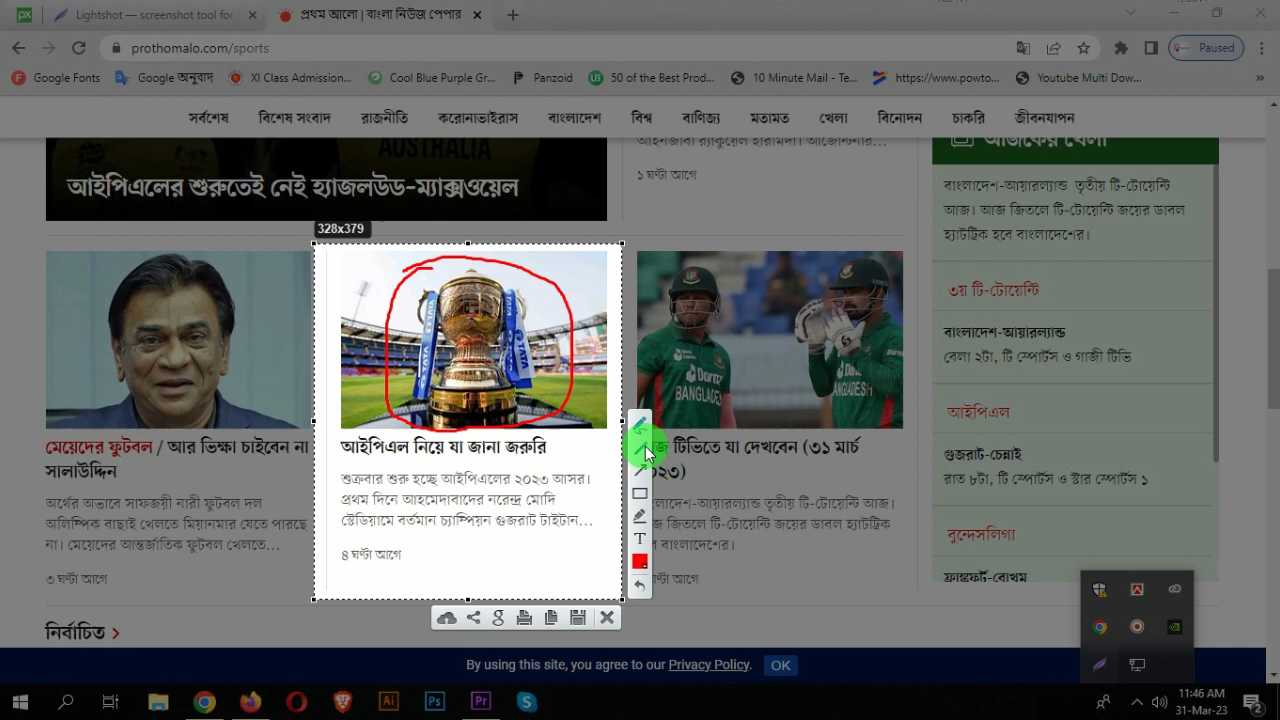 Lightshot — screenshot tool for
প্রথম আলো | বাংলা নিউজ পেপার
prothomalo.com/sports
Paused
Google Fonts
Google অনুবাদ
XI Class Admission...
Cool Blue Purple Gr...
Panzoid
50 of the Best Prod...
10 Minute Mail - Te...
https://www.powto...
Youtube Multi Dow...
সর্বশেষ
বিশেষ সংবাদ
রাজনীতি
করোনাভাইরাস
বাংলাদেশ
বিশ্ব
বাণিজ্য
মতামত
খেলা
বিনোদন
চাকরি
জীবনযাপন
AUSTRALIA
আইপিএলের শুরুতেই নেই হ্যাজলউড-ম্যাক্সওয়েল
১ ঘণ্টা আগে
328x379
TATA
মেয়েদের ফুটবল / আর ভিক্ষা চাইবেন না
সালাউদ্দিন
অর্থের অভাবে সাফজয়ী নারী ফুটবল দল
অলিম্পিক বাছাই খেলতে মিয়ানমার যেতে পারছে
না। মেয়েদের আন্তর্জাতিক ফুটবল খেলতে...
৩ ঘণ্টা আগে
আইপিএল নিয়ে যা জানা জরুরি
শুক্রবার শুরু হচ্ছে আইপিএলের ২০২৩ আসর।
প্রথম দিনে আহমেদাবাদের নরেন্দ্র মোদি
স্টেডিয়ামে বর্তমান চ্যাম্পিয়ন গুজরাট টাইটান...
৪ ঘণ্টা আগে
BANGLADESH
BANGLADESH
টিভিতে যা দেখবেন (৩১ মার্চ
তৃতীয় টি-টোয়েন্টি আজ।
জিতলে টি-টোয়েন্টি জয়ের ডাবল হ্যাটট্রিক
বাংলাদেশের।
আজকের খেলা
বাংলাদেশ-আয়ারল্যান্ড তৃতীয় টি-টোয়েন্টি
আজ। আজ জিতলে টি-টোয়েন্টি জয়ের ডাবল
হ্যাটট্রিক হবে বাংলাদেশের।
৩য় টি-টোয়েন্টি
বাংলাদেশ-আয়ারল্যান্ড
বেলা ২টা, টি স্পোর্টস ও গাজী টিভি
আইপিএল
গুজরাট-চেন্নাই
রাত ৮টা, টি স্পোর্টস ও স্টার স্পোর্টস ১
বুন্দেসলিগা
ফ্রাঙ্কফুর্ট-বোখুম
নির্বাচিত
By using this site, you agree to our Privacy Policy. OK
11:46 AM
31-Mar-23